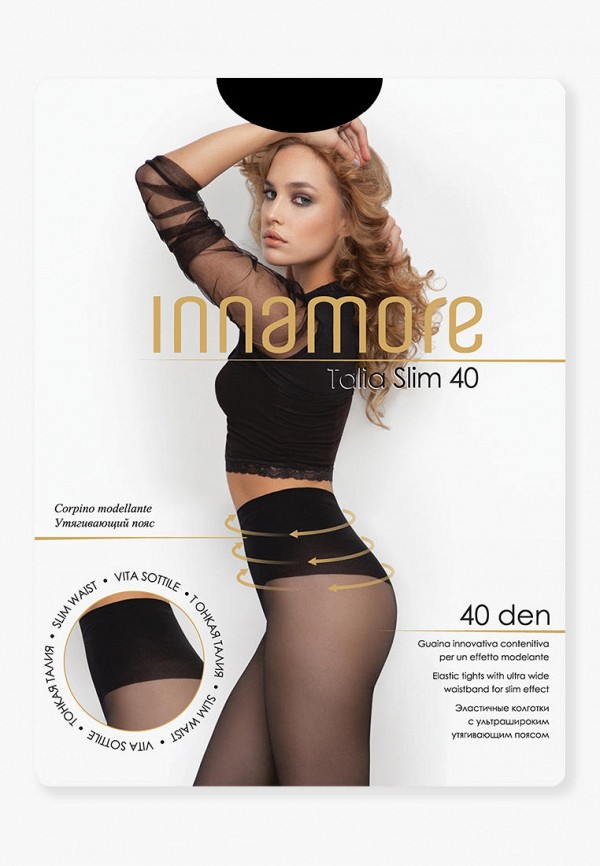 innamore
Talia Slim 40
Corpino modellante
Утягивающий пояс
SLIM WAIST • VITA SOTTILE • ТОНКАЯ ТАЛИЯ • SLIM WAIST • VITA SOTTILE • ТОНКАЯ ТАЛИЯ •
40 den
Guaina innovativa contenitiva
per un effetto modelante
Elastic tights with ultra wide
waistband for slim effect
Эластичные колготки
с ультрашироким
утягивающим поясом